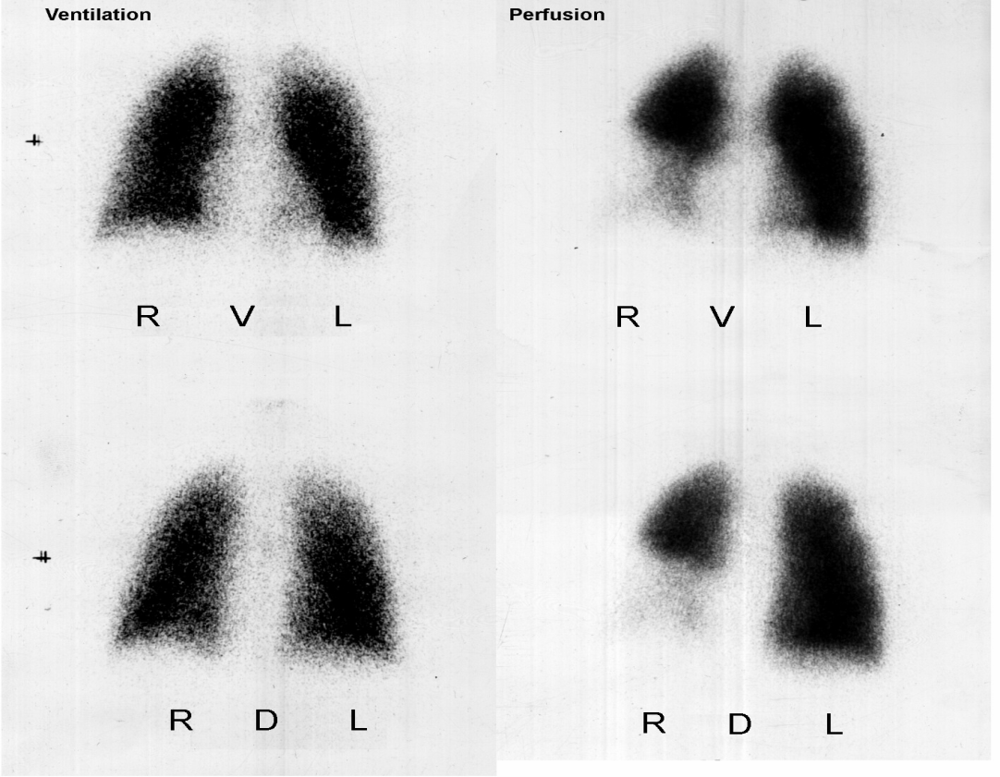 Ventilation Perfusion
R V L R V L
R D L R D L